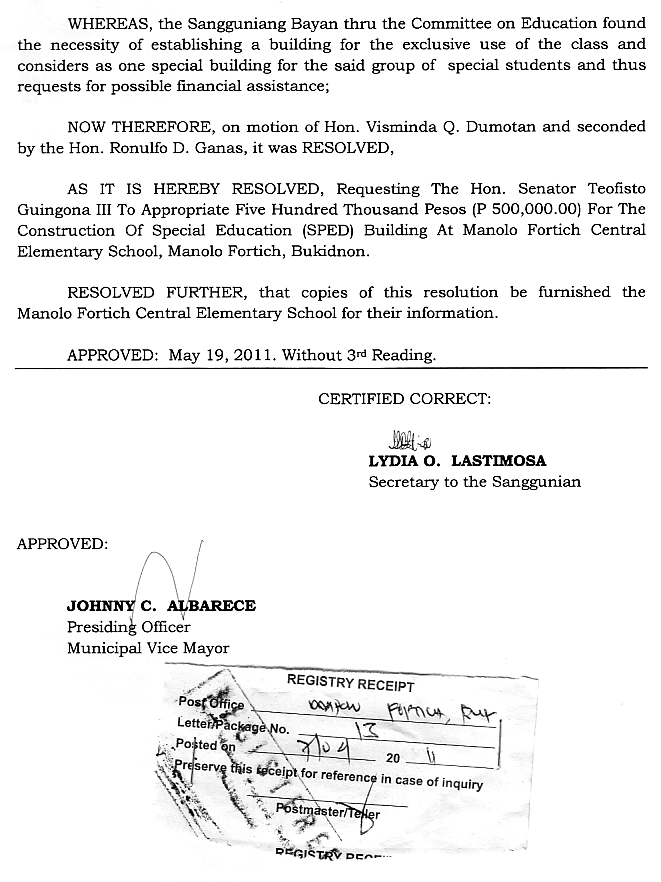 WHEREAS, the Sangguniang Bayan thru the Committee on Education found
the necessity of establishing a building for the exclusive use of the class and
considers as one special building for the said group of special students and thus
requests for possible financial assistance;
NOW THEREFORE, on motion of Hon. Visminda Q. Dumotan and seconded
by the Hon. Ronulfo D. Ganas, it was RESOLVED,
AS IT IS HEREBY RESOLVED, Requesting The Hon. Senator Teofisto
Guingona III To Appropriate Five Hundred Thousand Pesos (P 500,000.00) For The
Construction Of Special Education (SPED) Building At Manolo Fortich Central
Elementary School, Manolo Fortich, Bukidnon.
RESOLVED FURTHER, that copies of this resolution be furnished the
Manolo Fortich Central Elementary School for their information.
APPROVED: May 19, 2011. Without 3rd Reading.
CERTIFIED CORRECT:
LYDIA O. LASTIMOSA
Secretary to the Sanggunian
APPROVED:
JOHNNY C. ALBARECE
Presiding Officer
Municipal Vice Mayor
REGISTRY RECEIPT
Post Office Fortich,
Letter/Package No. 13
Posted on 7/04 20 11
Preserve this receipt for reference in case of inquiry
Postmaster/Teller
REGISTRY RECEIPT